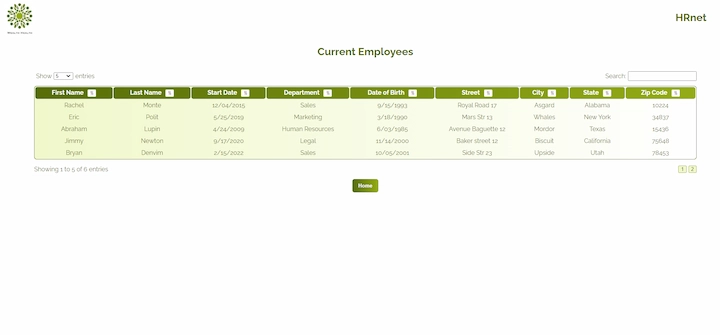 WEALTH HEALTH
HRnet
Current Employees
Show 5 entries Search:
First Name Last Name Start Date Department Date of Birth Street City State Zip Code
Rachel Monte 12/04/2015 Sales 9/15/1993 Royal Road 17 Asgard Alabama 10224
Eric Polit 5/25/2019 Marketing 3/18/1990 Mars Str 13 Whales New York 34837
Abraham Lupin 4/24/2009 Human Resources 6/03/1985 Avenue Baguette 12 Mordor Texas 15436
Jimmy Newton 9/17/2020 Legal 11/14/2000 Baker street 12 Biscuit California 75648
Bryan Denvim 2/15/2022 Sales 10/05/2001 Side Str 23 Upside Utah 78453
Showing 1 to 5 of 6 entries 1 2
Home